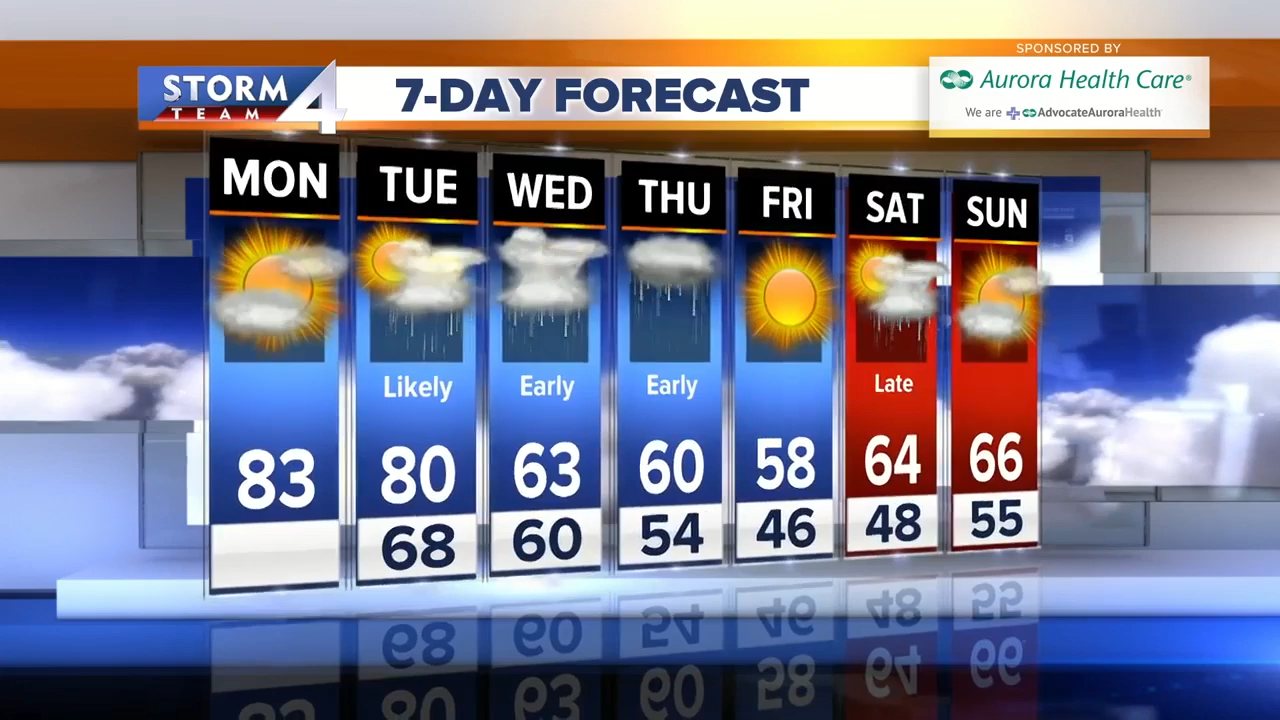 SPONSORED BY
STORM
TEAM 4
7-DAY FORECAST
Aurora Health Care®
We are AdvocateAuroraHealth
MON TUE WED THU FRI SAT SUN
Likely Early Early Late
83 80 63 60 58 64 66
68 60 54 46 48 55